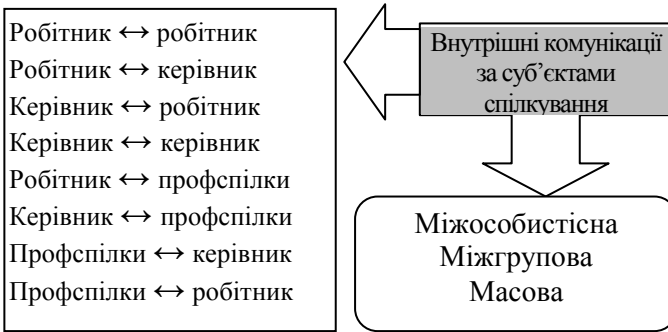 Робітник ↔ робітник
Робітник ↔ керівник
Керівник ↔ робітник
Керівник ↔ керівник
Робітник ↔ профспілки
Керівник ↔ профспілки
Профспілки ↔ керівник
Профспілки ↔ робітник
Внутрішні комунікації
за суб’єктами
спілкування
Міжособистісна
Міжгрупова
Масова